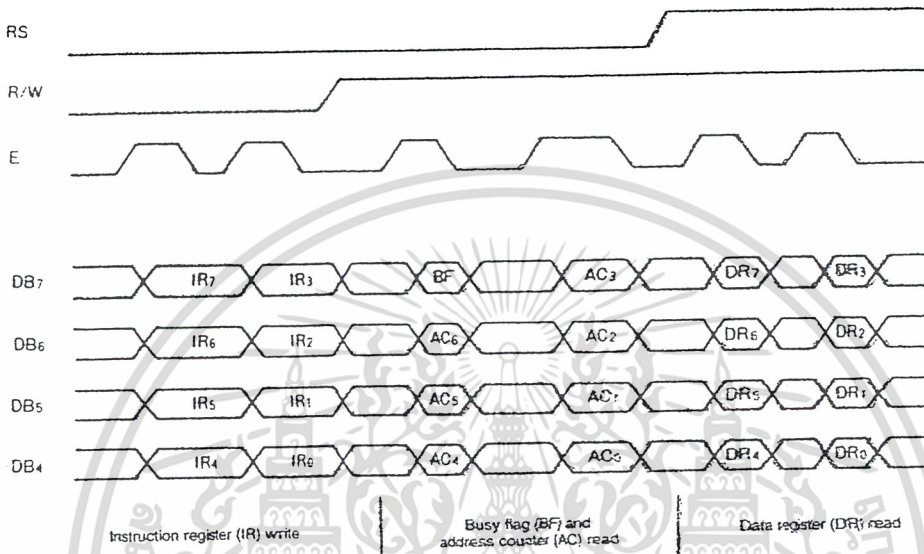 RS
R/W
E
DB7 IR7 IR3 BF AC3 DR7 DR3
DB6 IR6 IR2 AC6 AC2 DR6 DR2
DB5 IR5 IR1 AC5 AC1 DR5 DR1
DB4 IR4 IR0 AC4 AC0 DR4 DR0
Instruction register (IR) write
Busy flag (BF) and
address counter (AC) read
Data register (DR) read